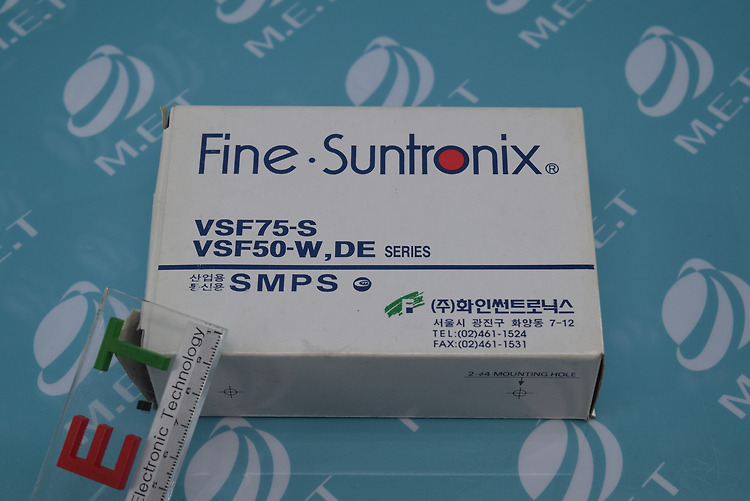 Fine·Suntronix®
VSF75-S
VSF50-W,DE SERIES
산업용
통신용 SMPS
(주)화인썬트로닉스
서울시 광진구 화양동 7-12
TEL:(02)461-1524
FAX:(02)461-1531
2-ø4 MOUNTING HOLE
E.T
Electronic Technology
M.E.T
M.E.T
M.E.T
M.E.T
M.E.T
M.E.T
M.E.T